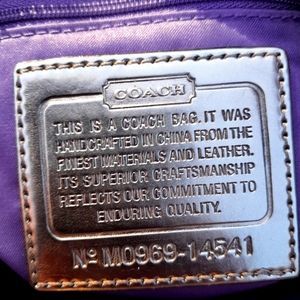 COACH
THIS IS A COACH BAG. IT WAS
HANDCRAFTED IN CHINA FROM THE
FINEST MATERIALS AND LEATHER.
ITS SUPERIOR CRAFTSMANSHIP
REFLECTS OUR COMMITMENT TO
ENDURING QUALITY.
Nº M0969-14541